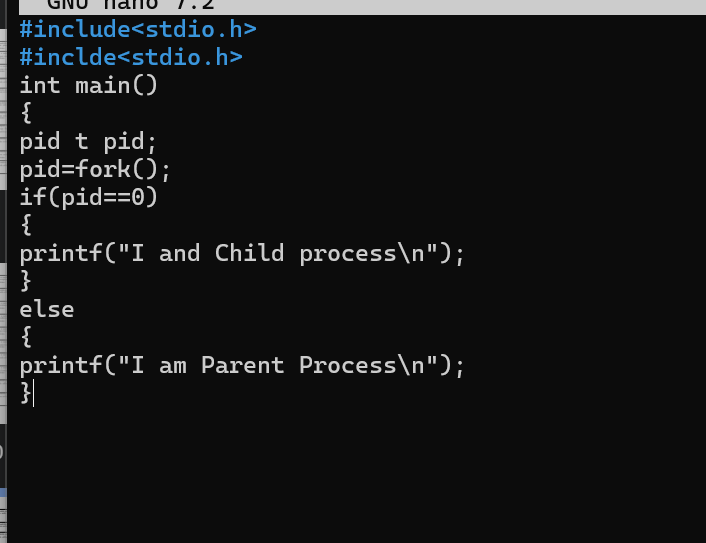 GNU nano 7.2
#include<stdio.h>
#inclde<stdio.h>
int main()
{
pid t pid;
pid=fork();
if(pid==0)
{
printf("I and Child process\n");
}
else
{
printf("I am Parent Process\n");
}